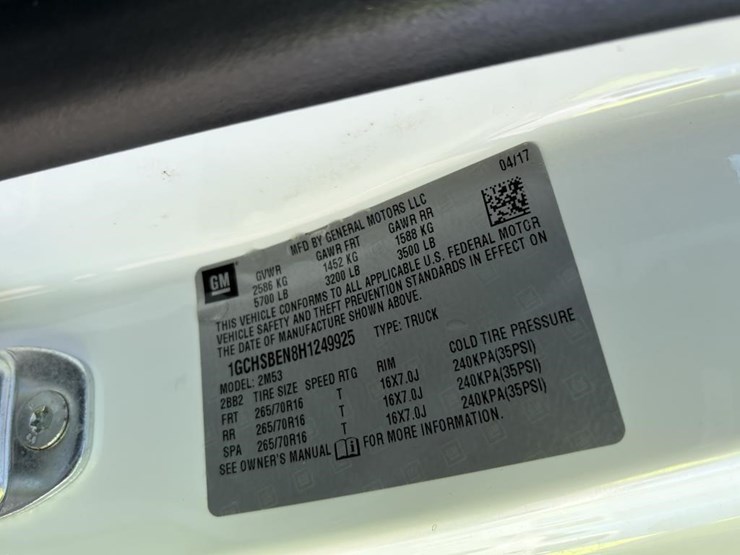 04/17
GM
MFD BY GENERAL MOTORS LLC
GVWR GAWR FRT GAWR RR
2586 KG 1452 KG 1588 KG
5700 LB 3200 LB 3500 LB
THIS VEHICLE CONFORMS TO ALL APPLICABLE U.S. FEDERAL MOTOR
VEHICLE SAFETY AND THEFT PREVENTION STANDARDS IN EFFECT ON
THE DATE OF MANUFACTURE SHOWN ABOVE.
1GCHSBEN8H1249925 TYPE: TRUCK
MODEL: 2M53
2BB2 TIRE SIZE SPEED RTG RIM COLD TIRE PRESSURE
FRT 265/70R16 T 16X7.0J 240KPA(35PSI)
RR 265/70R16 T 16X7.0J 240KPA(35PSI)
SPA 265/70R16 T 16X7.0J 240KPA(35PSI)
SEE OWNER'S MANUAL FOR MORE INFORMATION.